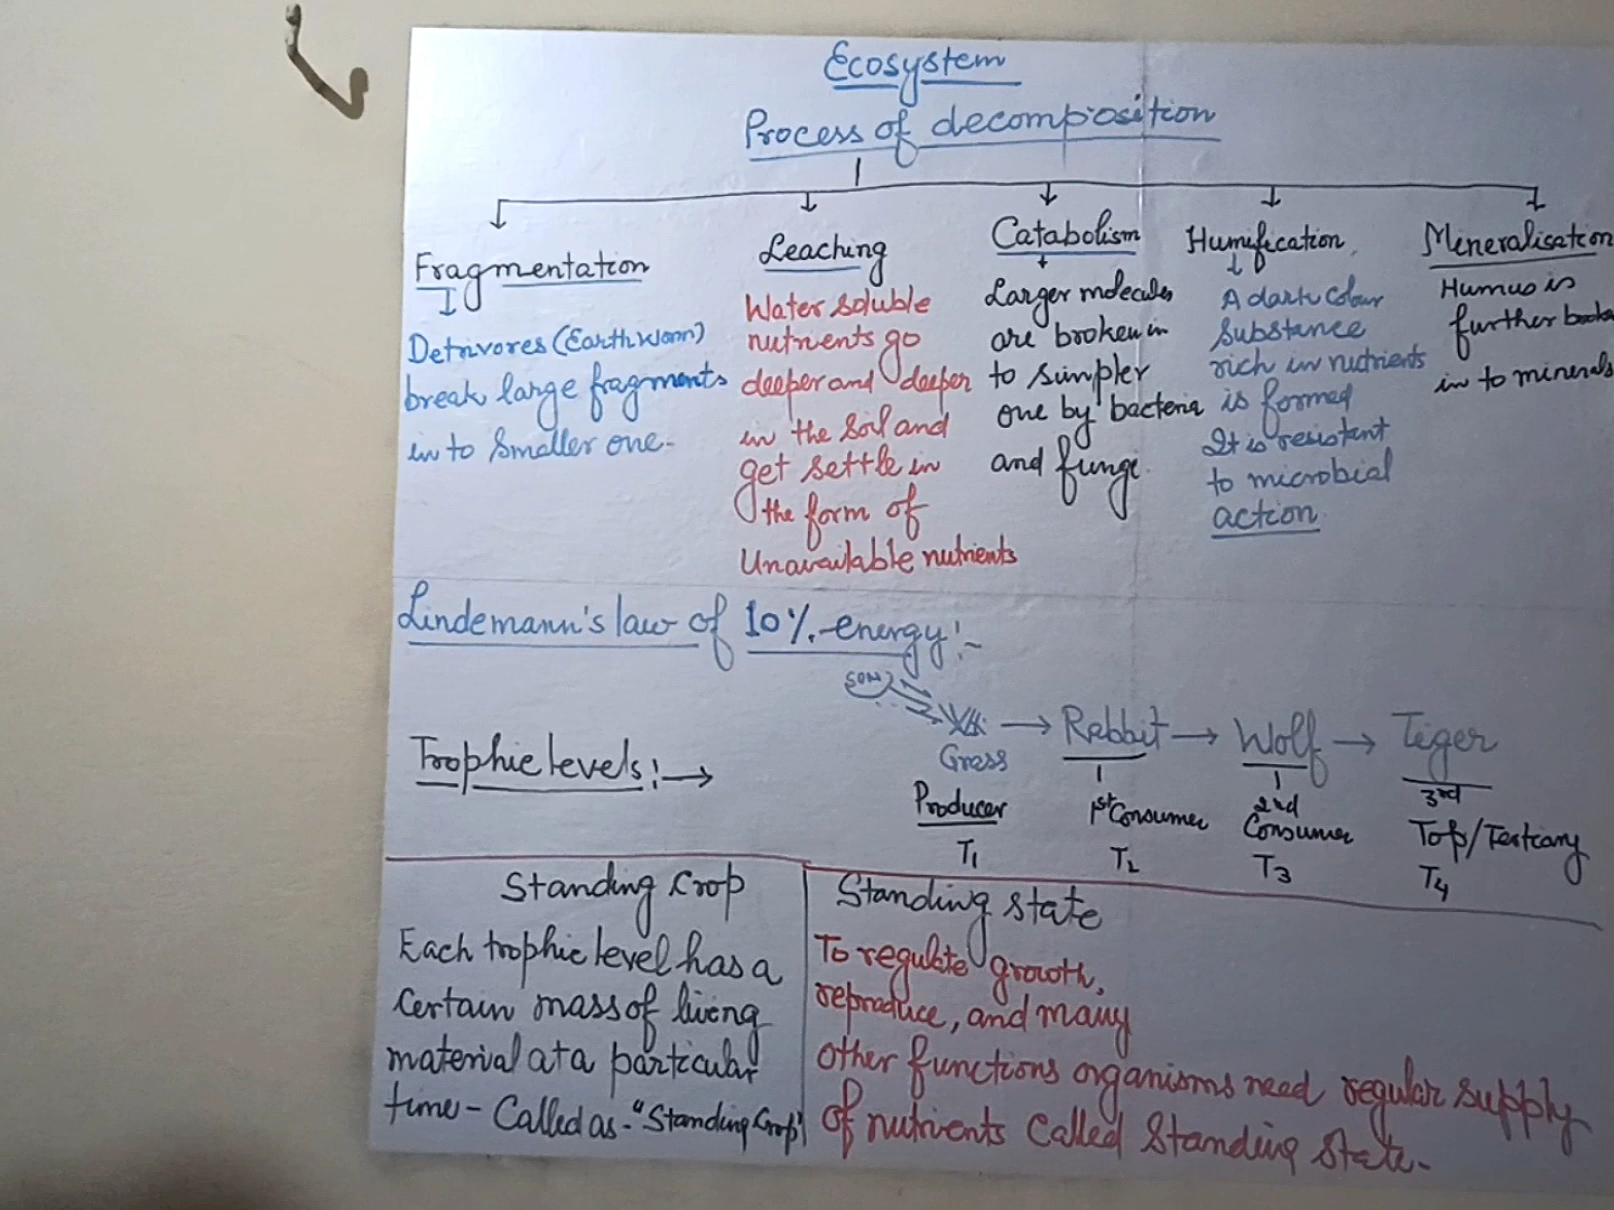 Ecosystem
Process of decomposition
Fragmentation
Detrivores (Earthworm)
break large fragments
in to smaller one-
Leaching
Water soluble
nutrients go
deeper and deeper
in the soil and
get settle in
the form of
Unavailable nutrients
Catabolism
Larger molecules
are broken in
to simpler
one by bacteria
and fungi.
Humification
A dark colour
substance
rich in nutrients
is formed
It is resistant
to microbial
action.
Mineralisation
Humus is
further
in to minerals
Lindemann's law of 10% energy:-
SON
Trophic levels:→
Grass → Rabbit → Wolf → Tiger
Producer
T1
1st Consumer
T2
2nd
Consumer
T3
3rd
Top/Tertiary
T4
Standing Crop
Each trophic level has a
Certain mass of living
material at a particular
time - Called as - "Standing Crop"
Standing state
To regulate growth,
reproduce, and many
other functions organisms need regular supply
of nutrients Called Standing State-